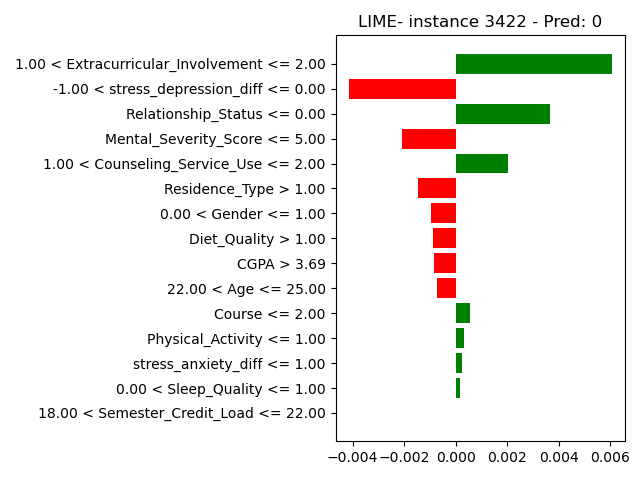 LIME- instance 3422 - Pred: 0
1.00 < Extracurricular_Involvement <= 2.00
-1.00 < stress_depression_diff <= 0.00
Relationship_Status <= 0.00
Mental_Severity_Score <= 5.00
1.00 < Counseling_Service_Use <= 2.00
Residence_Type > 1.00
0.00 < Gender <= 1.00
Diet_Quality > 1.00
CGPA > 3.69
22.00 < Age <= 25.00
Course <= 2.00
Physical_Activity <= 1.00
stress_anxiety_diff <= 1.00
0.00 < Sleep_Quality <= 1.00
18.00 < Semester_Credit_Load <= 22.00
−0.004 −0.002 0.000 0.002 0.004 0.006